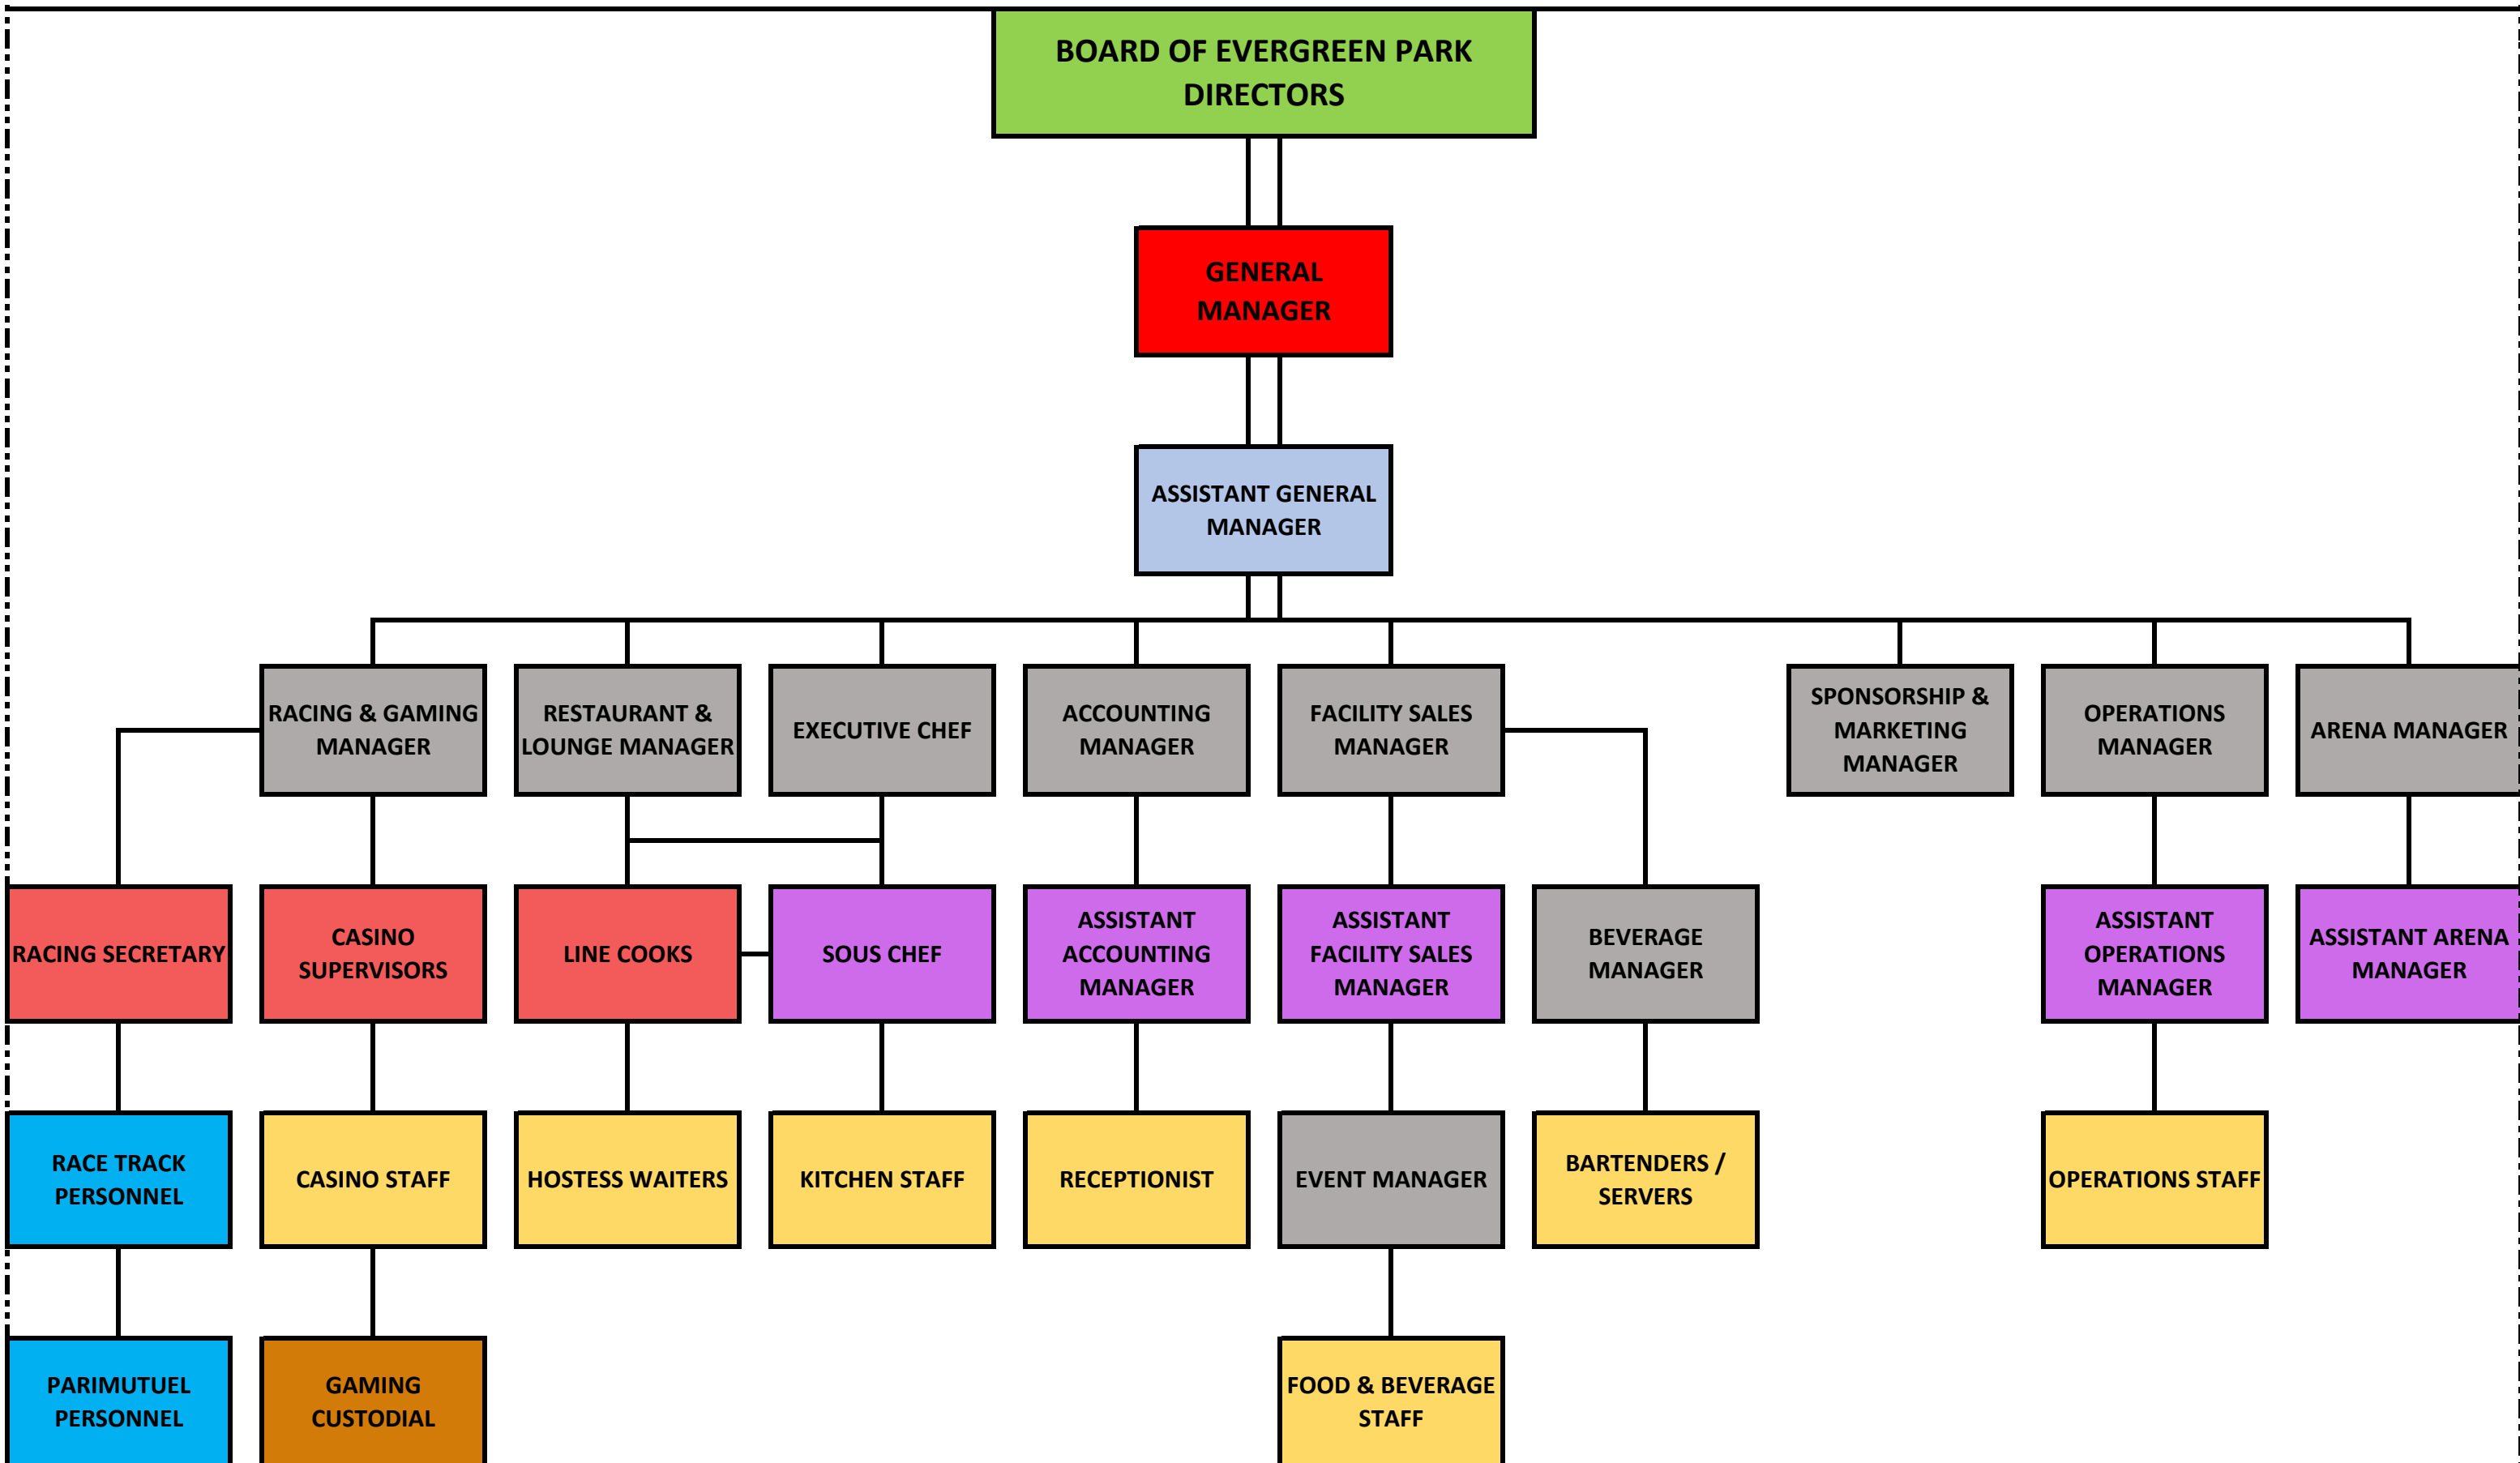 BOARD OF EVERGREEN PARK
DIRECTORS
GENERAL
MANAGER
ASSISTANT GENERAL
MANAGER
RACING & GAMING
MANAGER
RESTAURANT &
LOUNGE MANAGER
EXECUTIVE CHEF
ACCOUNTING
MANAGER
FACILITY SALES
MANAGER
SPONSORSHIP &
MARKETING
MANAGER
OPERATIONS
MANAGER
ARENA MANAGER
RACING SECRETARY
CASINO
SUPERVISORS
LINE COOKS
SOUS CHEF
ASSISTANT
ACCOUNTING
MANAGER
ASSISTANT
FACILITY SALES
MANAGER
BEVERAGE
MANAGER
ASSISTANT
OPERATIONS
MANAGER
ASSISTANT ARENA
MANAGER
RACE TRACK
PERSONNEL
CASINO STAFF
HOSTESS WAITERS
KITCHEN STAFF
RECEPTIONIST
EVENT MANAGER
BARTENDERS /
SERVERS
OPERATIONS STAFF
PARIMUTUEL
PERSONNEL
GAMING
CUSTODIAL
FOOD & BEVERAGE
STAFF